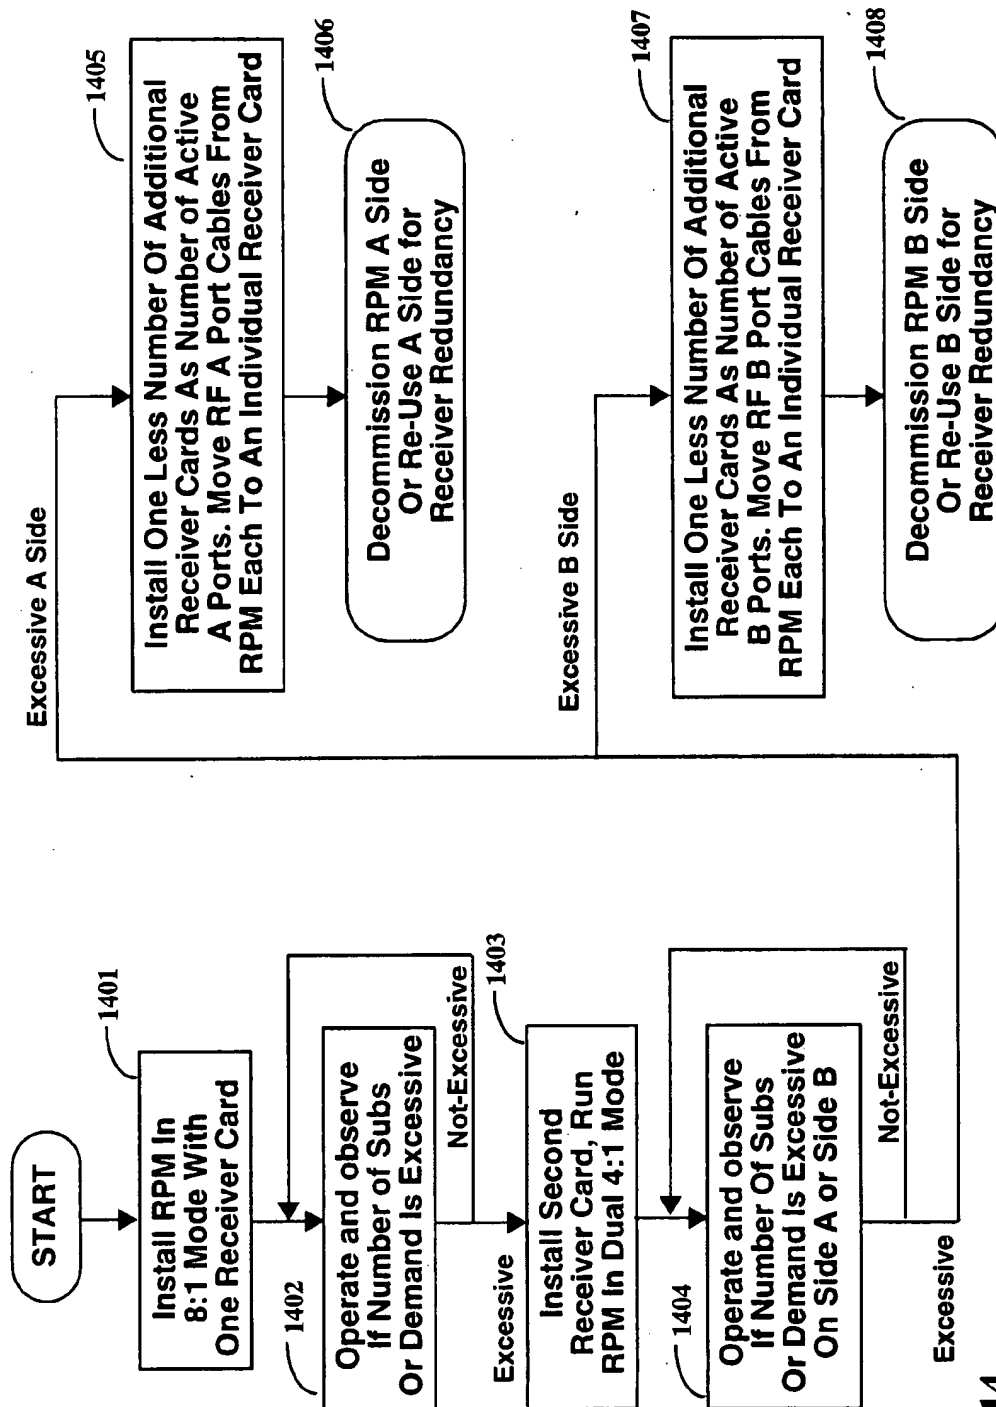 START
1401
Install RPM In
8:1 Mode With
One Receiver Card
1402
Operate and observe
If Number of Subs
Or Demand Is Excessive
Not-Excessive
Excessive
1403
Install Second
Receiver Card, Run
RPM In Dual 4:1 Mode
1404
Operate and observe
If Number Of Subs
Or Demand Is Excessive
On Side A or Side B
Not-Excessive
Excessive
Excessive A Side
1405
Install One Less Number Of Additional
Receiver Cards As Number of Active
A Ports. Move RF A Port Cables From
RPM Each To An Individual Receiver Card
1406
Decommission RPM A Side
Or Re-Use A Side for
Receiver Redundancy
Excessive B Side
1407
Install One Less Number Of Additional
Receiver Cards As Number of Active
B Ports. Move RF B Port Cables From
RPM Each To An Individual Receiver Card
1408
Decommission RPM B Side
Or Re-Use B Side for
Receiver Redundancy